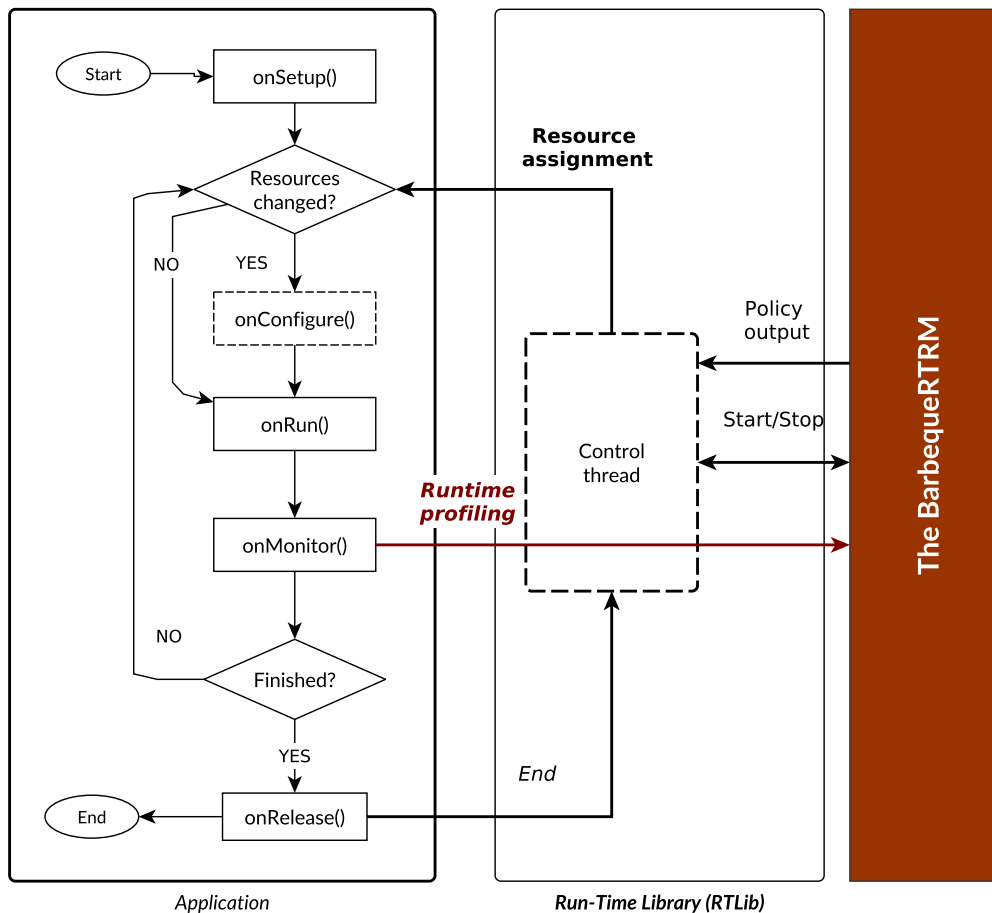 Start
onSetup()
Resources
changed?
NO
YES
onConfigure()
onRun()
onMonitor()
NO
Finished?
YES
End
onRelease()
Application
Resource
assignment
Runtime
profiling
Control
thread
End
Policy
output
Start/Stop
Run-Time Library (RTLib)
The BarbequeRTRM